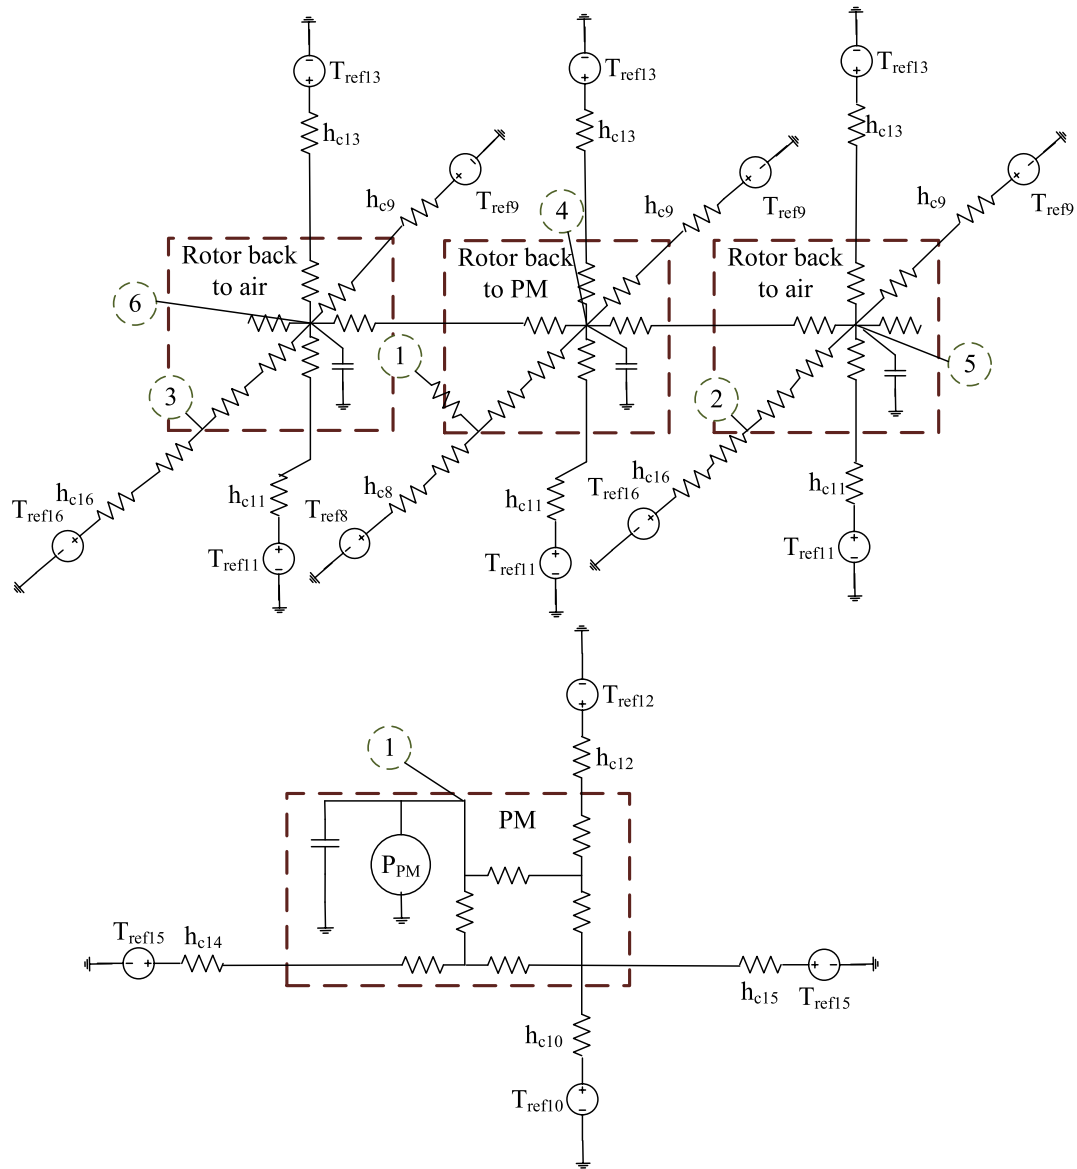 Tref13
Tref13
Tref13
hc13
hc13
hc13
hc9
Tref9
hc9
Tref9
hc9
Tref9
4
Rotor back
to air
Rotor back
to PM
Rotor back
to air
6
1
5
3
2
Tref16
hc16
hc11
Tref8
hc8
hc11
Tref16
hc16
hc11
Tref11
Tref11
Tref11
Tref12
1
hc12
PM
PPM
Tref15
hc14
hc15
Tref15
hc10
Tref10